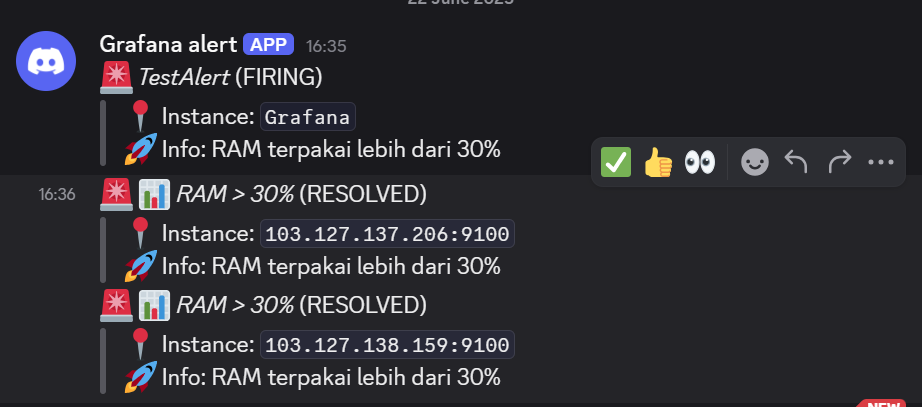 22 June 2025
Grafana alert APP 16:35
TestAlert (FIRING)
Instance: Grafana
Info: RAM terpakai lebih dari 30%
16:36 RAM > 30% (RESOLVED)
Instance: 103.127.137.206:9100
Info: RAM terpakai lebih dari 30%
RAM > 30% (RESOLVED)
Instance: 103.127.138.159:9100
Info: RAM terpakai lebih dari 30%
NEW